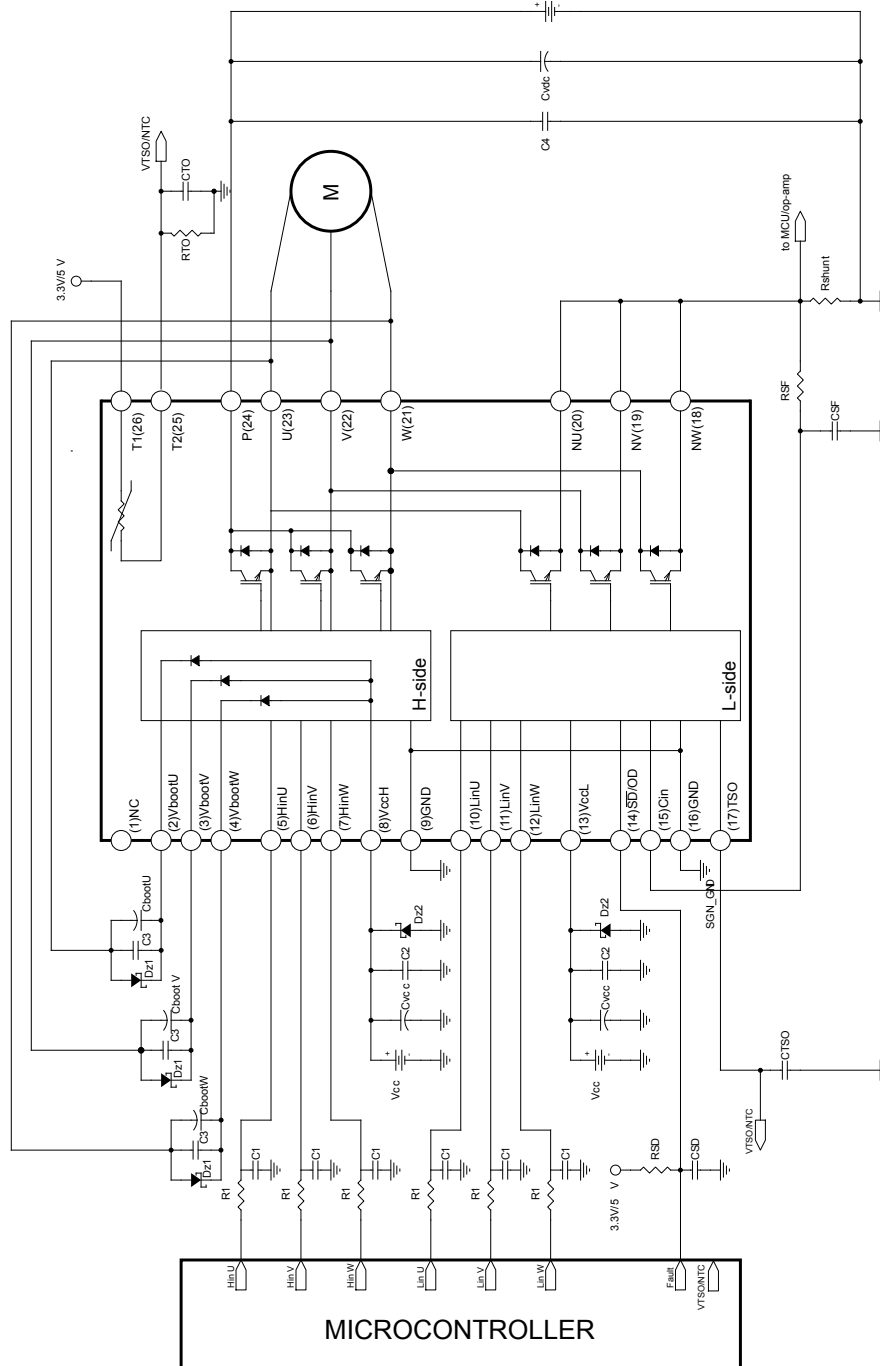 +
-
Cvdc
C4
VTSO/NTC
CTO
RTO
3.3V/5 V
M
to MCU/op-amp
Rshunt
RSF
CSF
T1(26)
T2(25)
P(24)
U(23)
V(22)
W(21)
NU(20)
NV(19)
NW(18)
H-side
L-side
(1)NC
(2)VbootU
(3)VbootV
(4)VbootW
(5)HinU
(6)HinV
(7)HinW
(8)VccH
(9)GND
(10)LinU
(11)LinV
(12)LinW
(13)VccL
(14)SD/OD
(15)Cin
(16)GND
(17)TSO
SGN_GND
CbootU
C3
Dz1
Cboot V
C3
Dz1
CbootW
C3
Dz1
Dz2
C2
Cvc c
+
-
Vcc
Dz2
C2
Cvcc
+
-
Vcc
CTSO
VTSO/NTC
R1
C1
R1
C1
R1
C1
R1
C1
R1
C1
R1
C1
3.3V/5 V
RSD
CSD
Hin U
Hin V
Hin W
Lin U
Lin V
Lin W
Fault
VTSO/NTC
MICROCONTROLLER